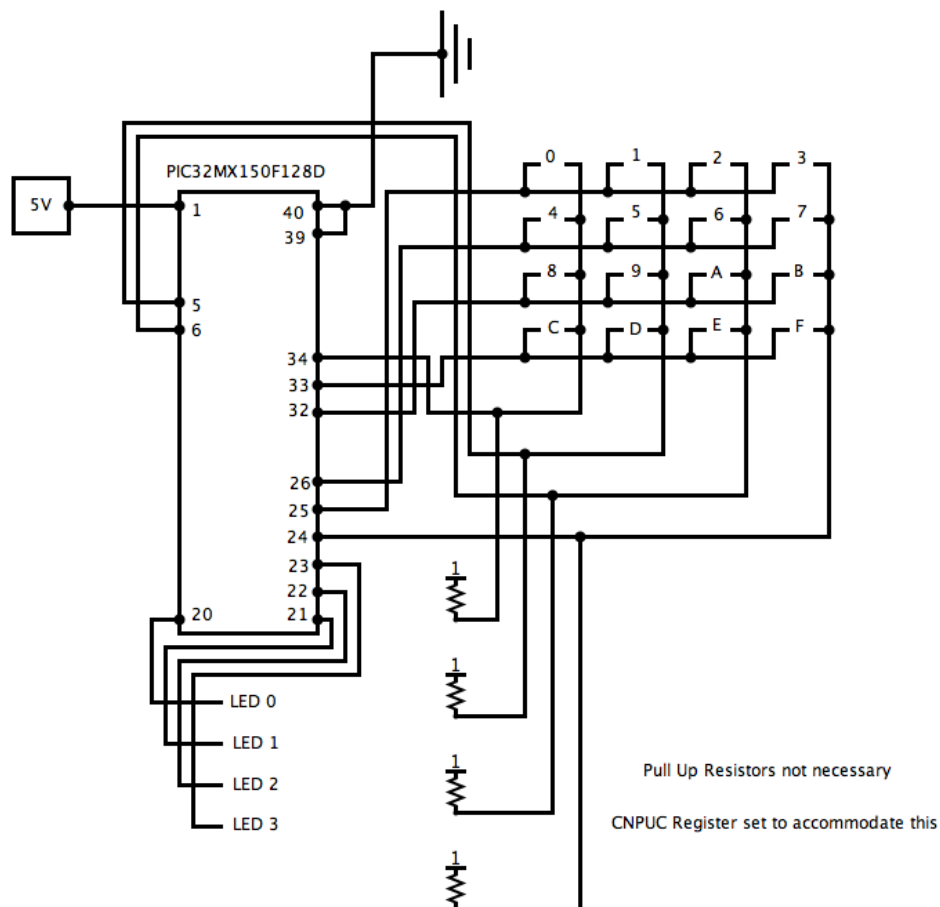 0 1 2 3
PIC32MX150F128D
5V
1
40
39
4 5 6 7
8 9 A B
5
6
C D E F
34
33
32
26
25
24
23
22
21
20
1
1
LED 0
LED 1
LED 2
LED 3
1
Pull Up Resistors not necessary
CNPUC Register set to accommodate this
1